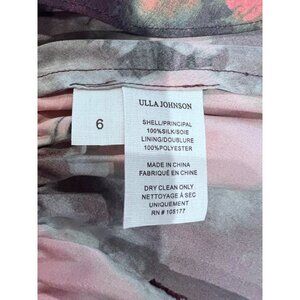 6
ULLA JOHNSON
SHELL/PRINCIPAL
100%SILK/SOIE
LINING/DOUBLURE
100%POLYESTER
MADE IN CHINA
FABRIQUÉ EN CHINE
DRY CLEAN ONLY
NETTOYAGE À SEC
UNIQUEMENT
RN # 105177